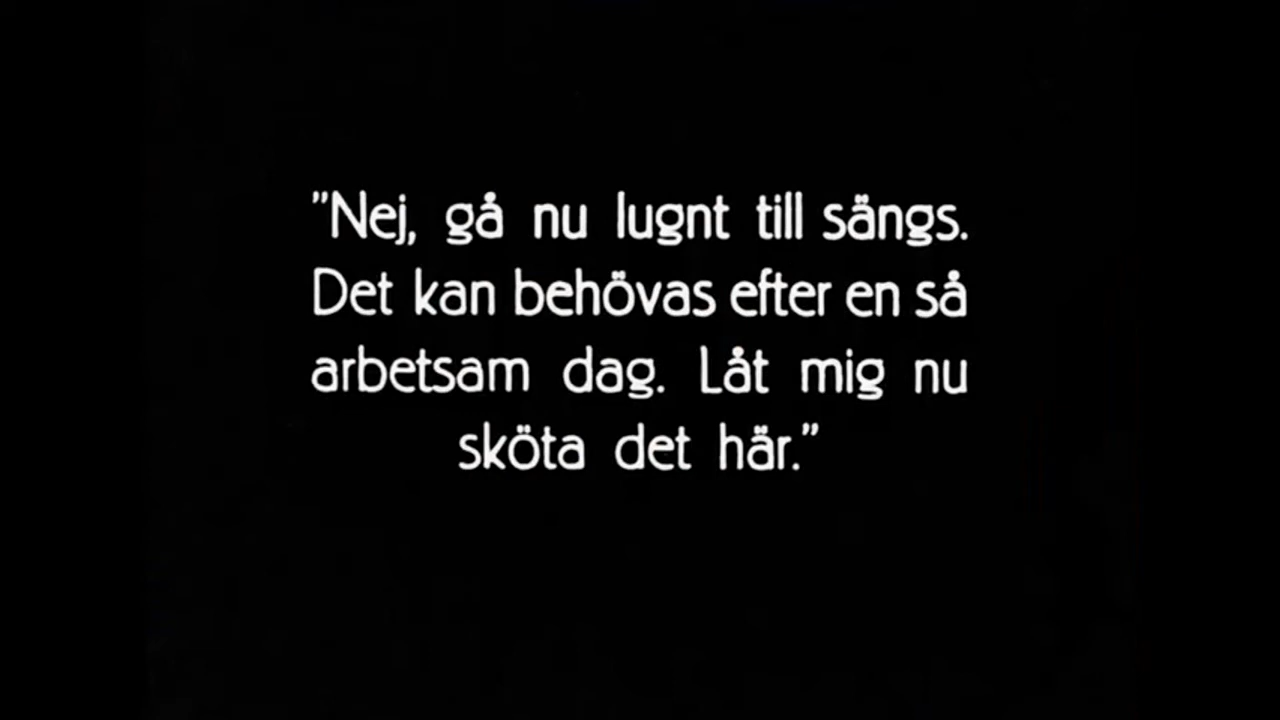 ”Nej, gå nu lugnt till sängs.
Det kan behövas efter en så
arbetsam dag. Låt mig nu
sköta det här.”